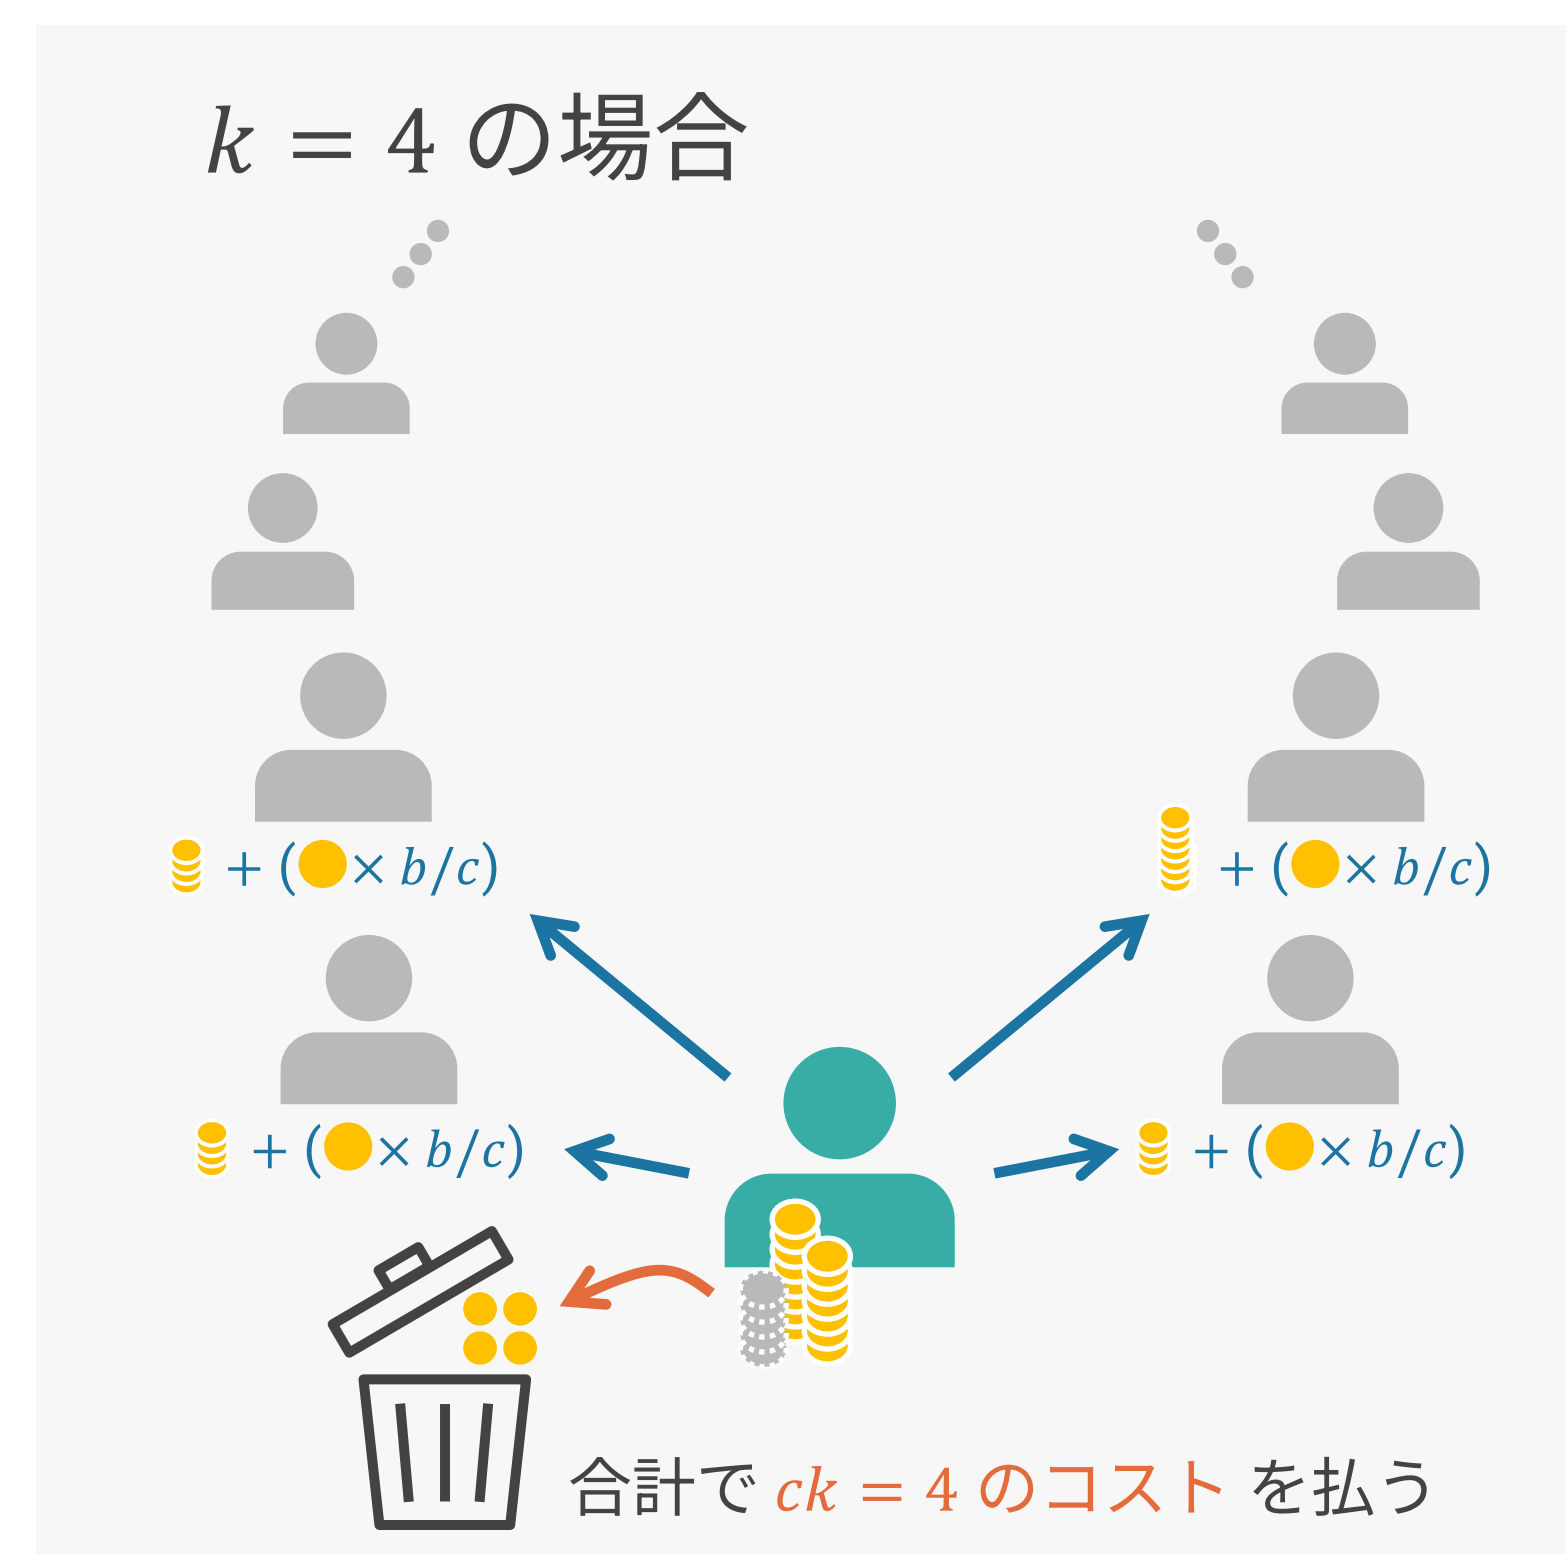 k = 4 の場合
+ ( × b/c)
+ ( × b/c)
+ ( × b/c)
+ ( × b/c)
合計で ck = 4 のコスト を払う